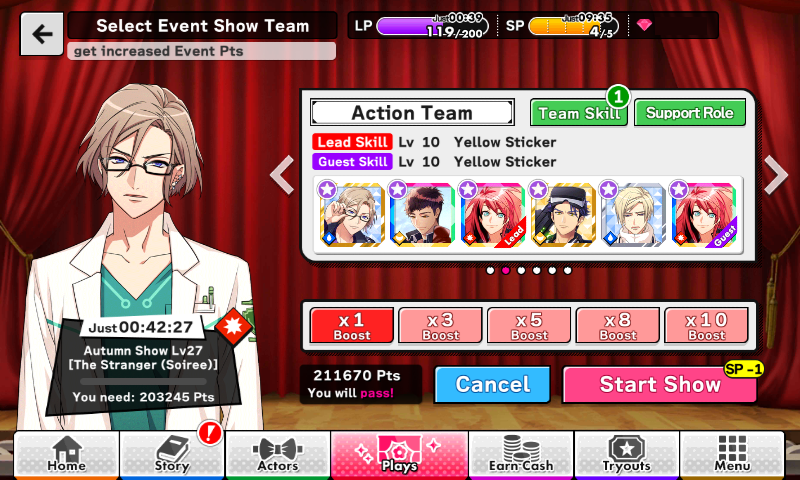 Select Event Show Team
get increased Event Pts
LP
Just 00:39
119/200
SP
Just 09:35
4/5
Action Team
Team Skill
1
Support Role
Lead Skill Lv 10 Yellow Sticker
Guest Skill Lv 10 Yellow Sticker
Lead
Guest
Just 00:42:27
Autumn Show Lv27
[The Stranger (Soiree)]
You need: 203245 Pts
x1
Boost
x3
Boost
x5
Boost
x8
Boost
x10
Boost
211670 Pts
You will pass!
Cancel
Start Show
SP -1
Home
Story
!
Actors
Plays
Earn Cash
Tryouts
Menu